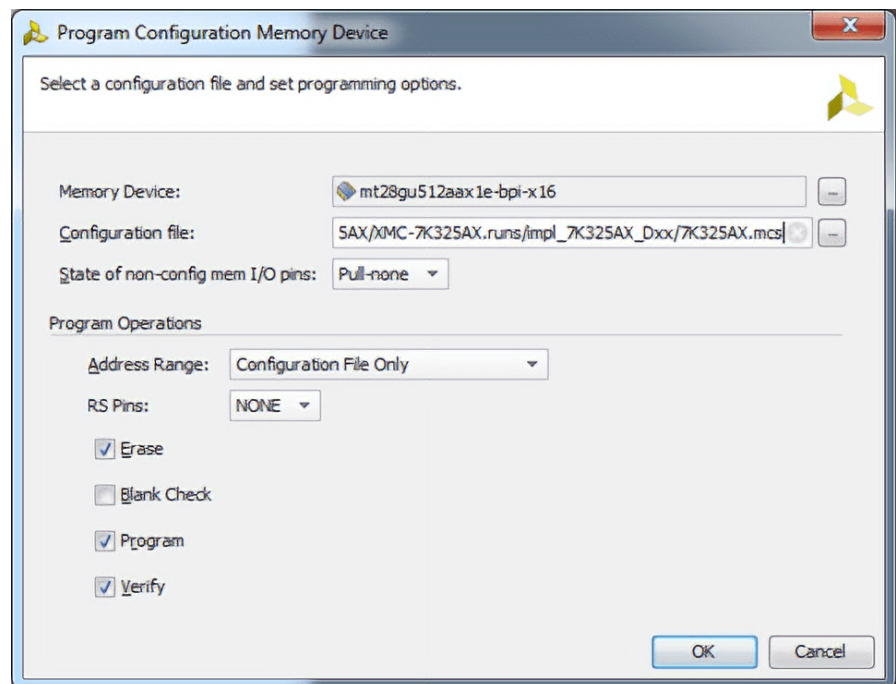 Program Configuration Memory Device
Select a configuration file and set programming options.
Memory Device: mt28gu512aax1e-bpi-x16
Configuration file: 5AX/XMC-7K325AX.runs/impl_7K325AX_Dxx/7K325AX.mcs
State of non-config mem I/O pins: Pull-none
Program Operations
Address Range: Configuration File Only
RS Pins: NONE
Erase
Blank Check
Program
Verify
OK Cancel